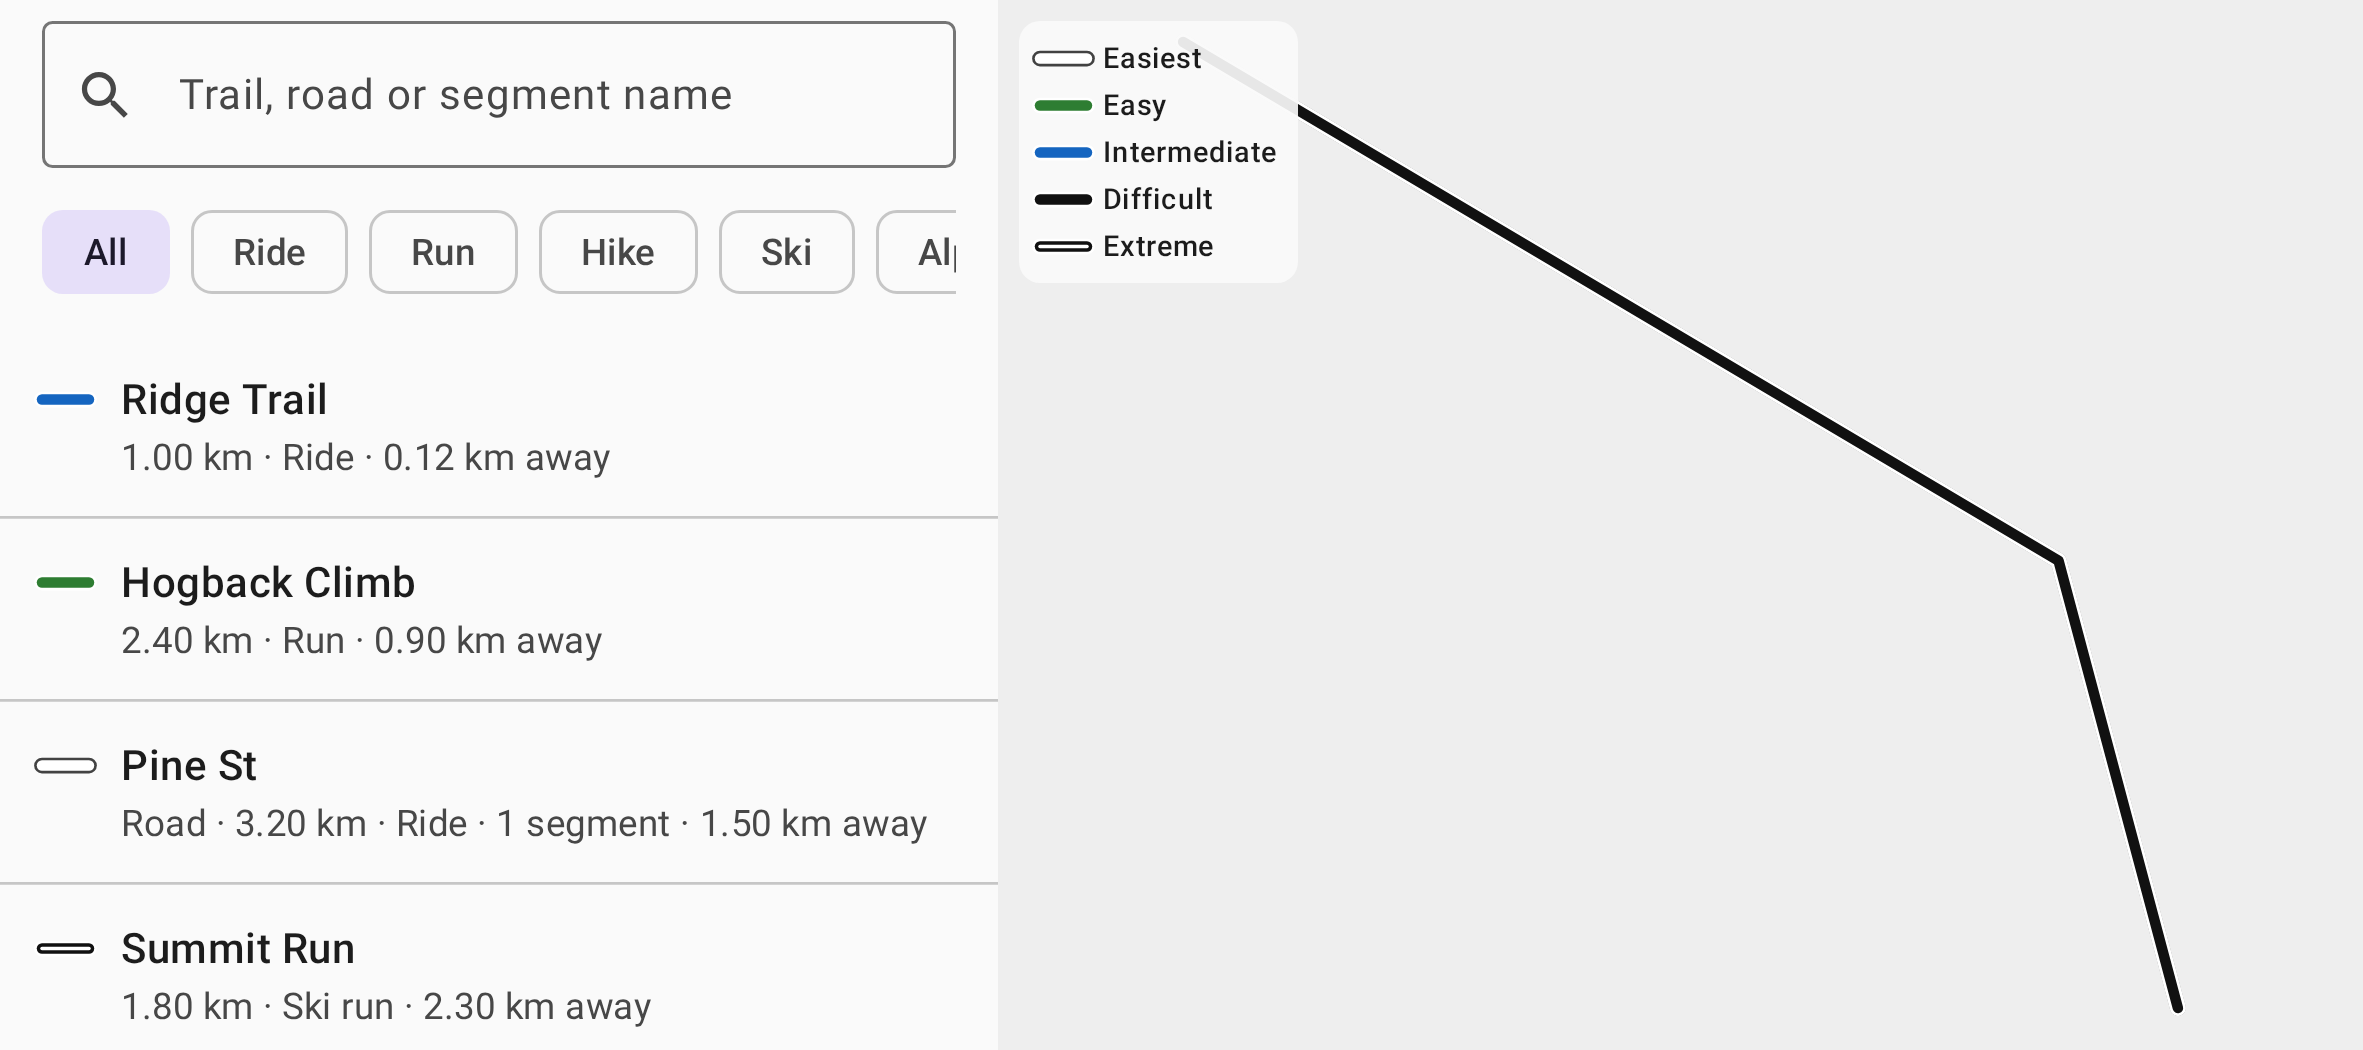 Trail, road or segment name
All Ride Run Hike Ski
Ridge Trail
1.00 km · Ride · 0.12 km away
Hogback Climb
2.40 km · Run · 0.90 km away
Pine St
Road · 3.20 km · Ride · 1 segment · 1.50 km away
Summit Run
1.80 km · Ski run · 2.30 km away
Easiest
Easy
Intermediate
Difficult
Extreme